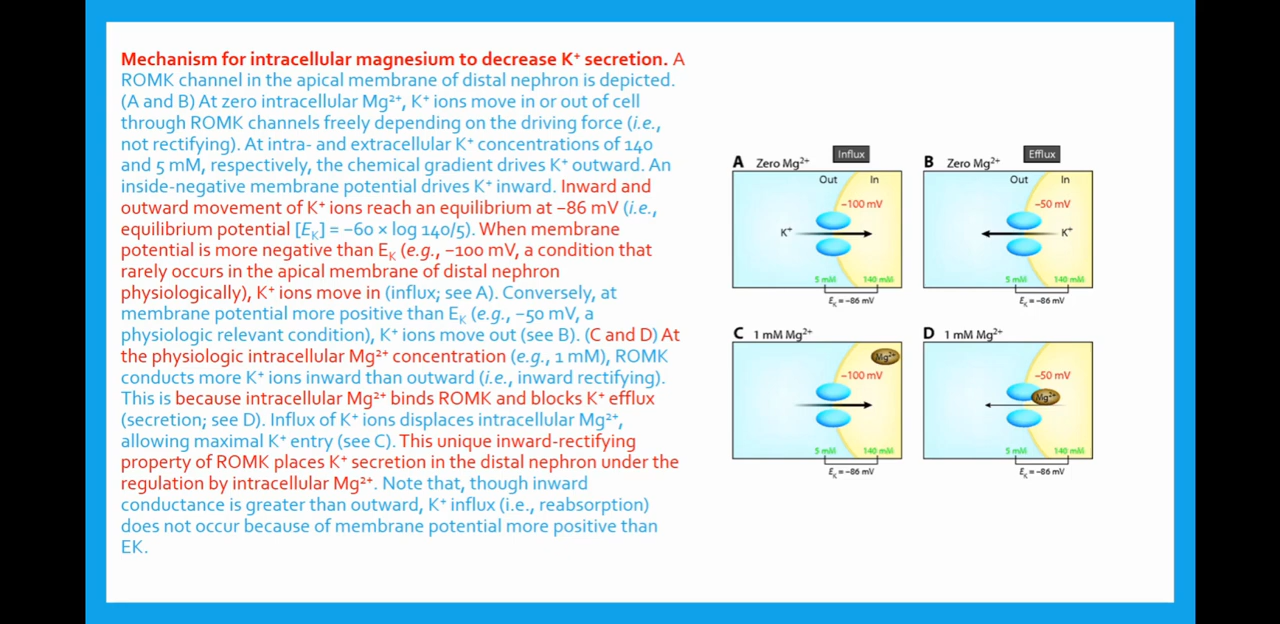 Mechanism for intracellular magnesium to decrease K⁺ secretion. A
ROMK channel in the apical membrane of distal nephron is depicted.
(A and B) At zero intracellular Mg²⁺, K⁺ ions move in or out of cell
through ROMK channels freely depending on the driving force (i.e.,
not rectifying). At intra- and extracellular K⁺ concentrations of 140
and 5 mM, respectively, the chemical gradient drives K⁺ outward. An
inside-negative membrane potential drives K⁺ inward. Inward and
outward movement of K⁺ ions reach an equilibrium at −86 mV (i.e.,
equilibrium potential [Eₖ] = −60 × log 140/5). When membrane
potential is more negative than Eₖ (e.g., −100 mV, a condition that
rarely occurs in the apical membrane of distal nephron
physiologically), K⁺ ions move in (influx; see A). Conversely, at
membrane potential more positive than Eₖ (e.g., −50 mV, a
physiologic relevant condition), K⁺ ions move out (see B). (C and D) At
the physiologic intracellular Mg²⁺ concentration (e.g., 1 mM), ROMK
conducts more K⁺ ions inward than outward (i.e., inward rectifying).
This is because intracellular Mg²⁺ binds ROMK and blocks K⁺ efflux
(secretion; see D). Influx of K⁺ ions displaces intracellular Mg²⁺,
allowing maximal K⁺ entry (see C). This unique inward-rectifying
property of ROMK places K⁺ secretion in the distal nephron under the
regulation by intracellular Mg²⁺. Note that, though inward
conductance is greater than outward, K⁺ influx (i.e., reabsorption)
does not occur because of membrane potential more positive than
EK.
A Zero Mg²⁺ Influx
Out In
−100 mV
K⁺
5 mM 140 mM
Eₖ = −86 mV
B Zero Mg²⁺ Efflux
Out In
−50 mV
K⁺
5 mM 140 mM
Eₖ = −86 mV
C 1 mM Mg²⁺
Mg²⁺
−100 mV
5 mM 140 mM
Eₖ = −86 mV
D 1 mM Mg²⁺
−50 mV
Mg²⁺
5 mM 140 mM
Eₖ = −86 mV